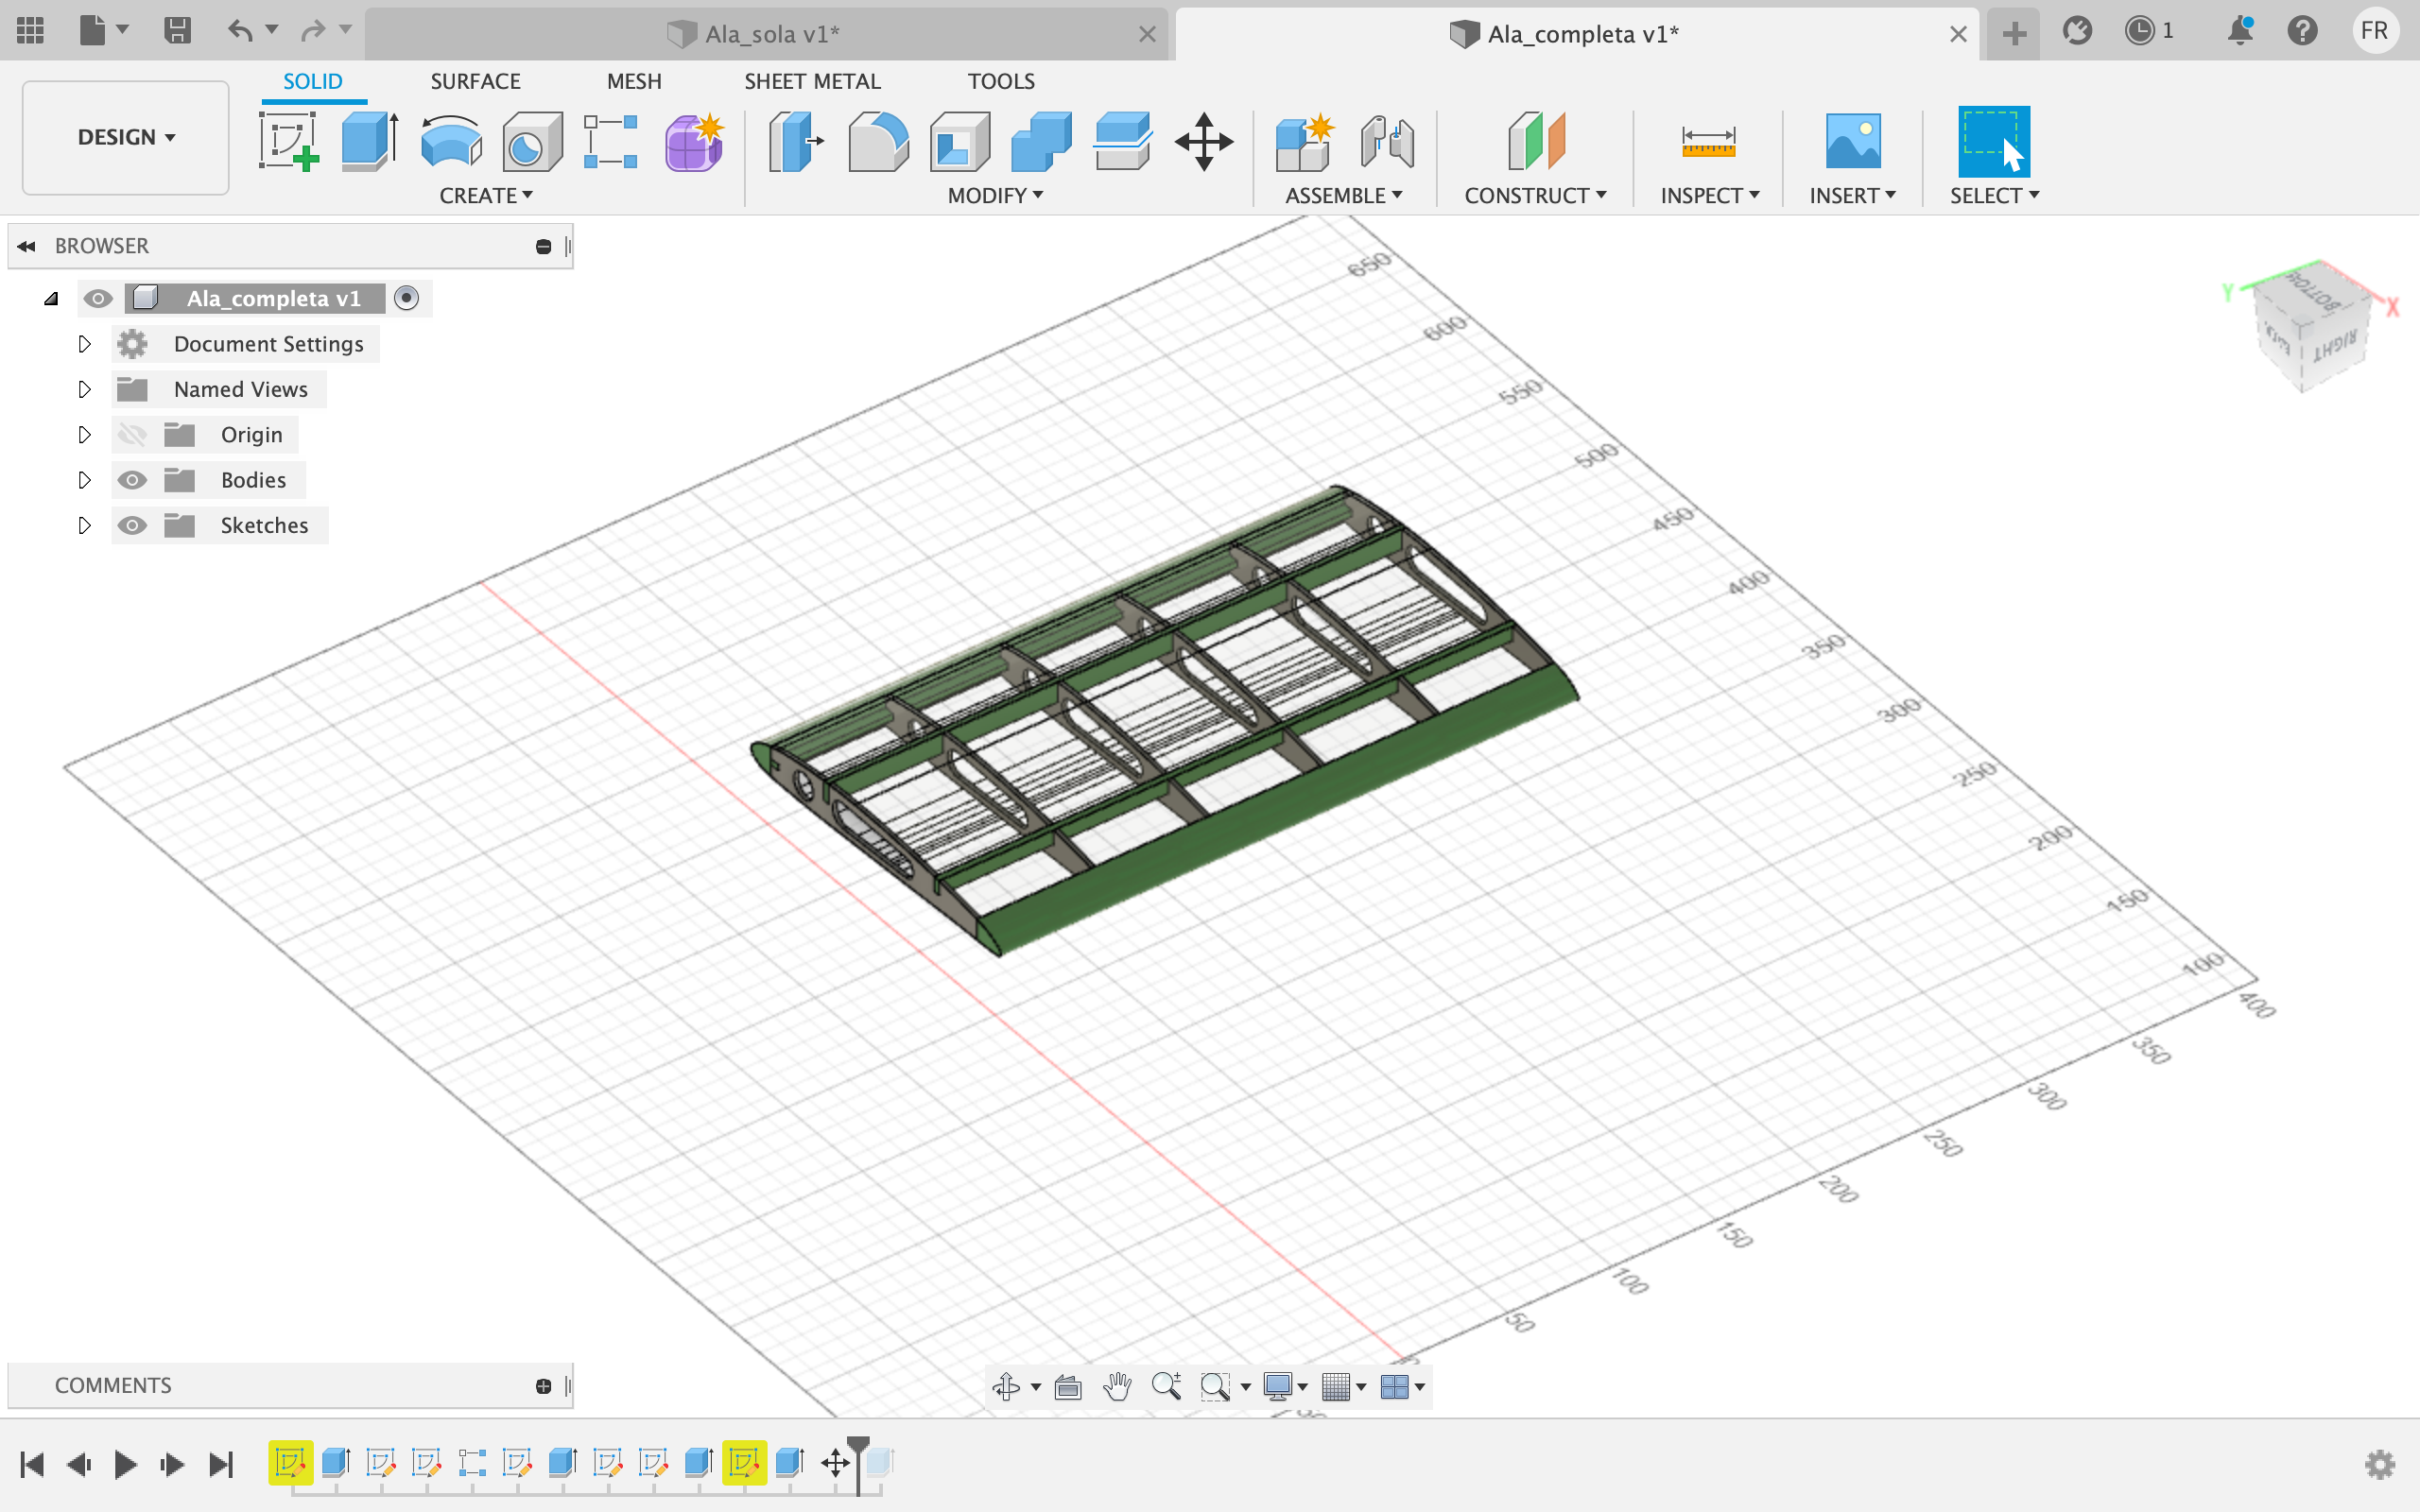 Ala_sola v1*
Ala_completa v1*
1
FR
SOLID SURFACE MESH SHEET METAL TOOLS
DESIGN
CREATE MODIFY ASSEMBLE CONSTRUCT INSPECT INSERT SELECT
BROWSER
Ala_completa v1
Document Settings
Named Views
Origin
Bodies
Sketches
Y
X
BOTTOM
RIGHT
650
600
550
500
450
400
350
300
250
200
150
100
400
350
300
250
200
150
100
50
0
COMMENTS